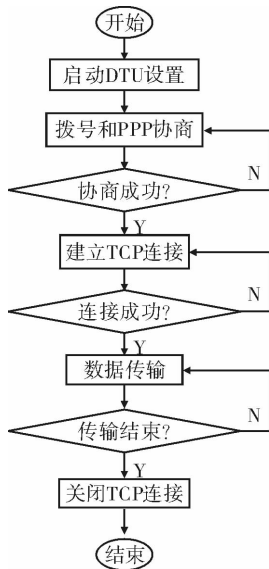 开始
启动DTU设置
拨号和PPP协商
协商成功?
N
Y
建立TCP连接
连接成功?
N
Y
数据传输
传输结束?
N
Y
关闭TCP连接
结束